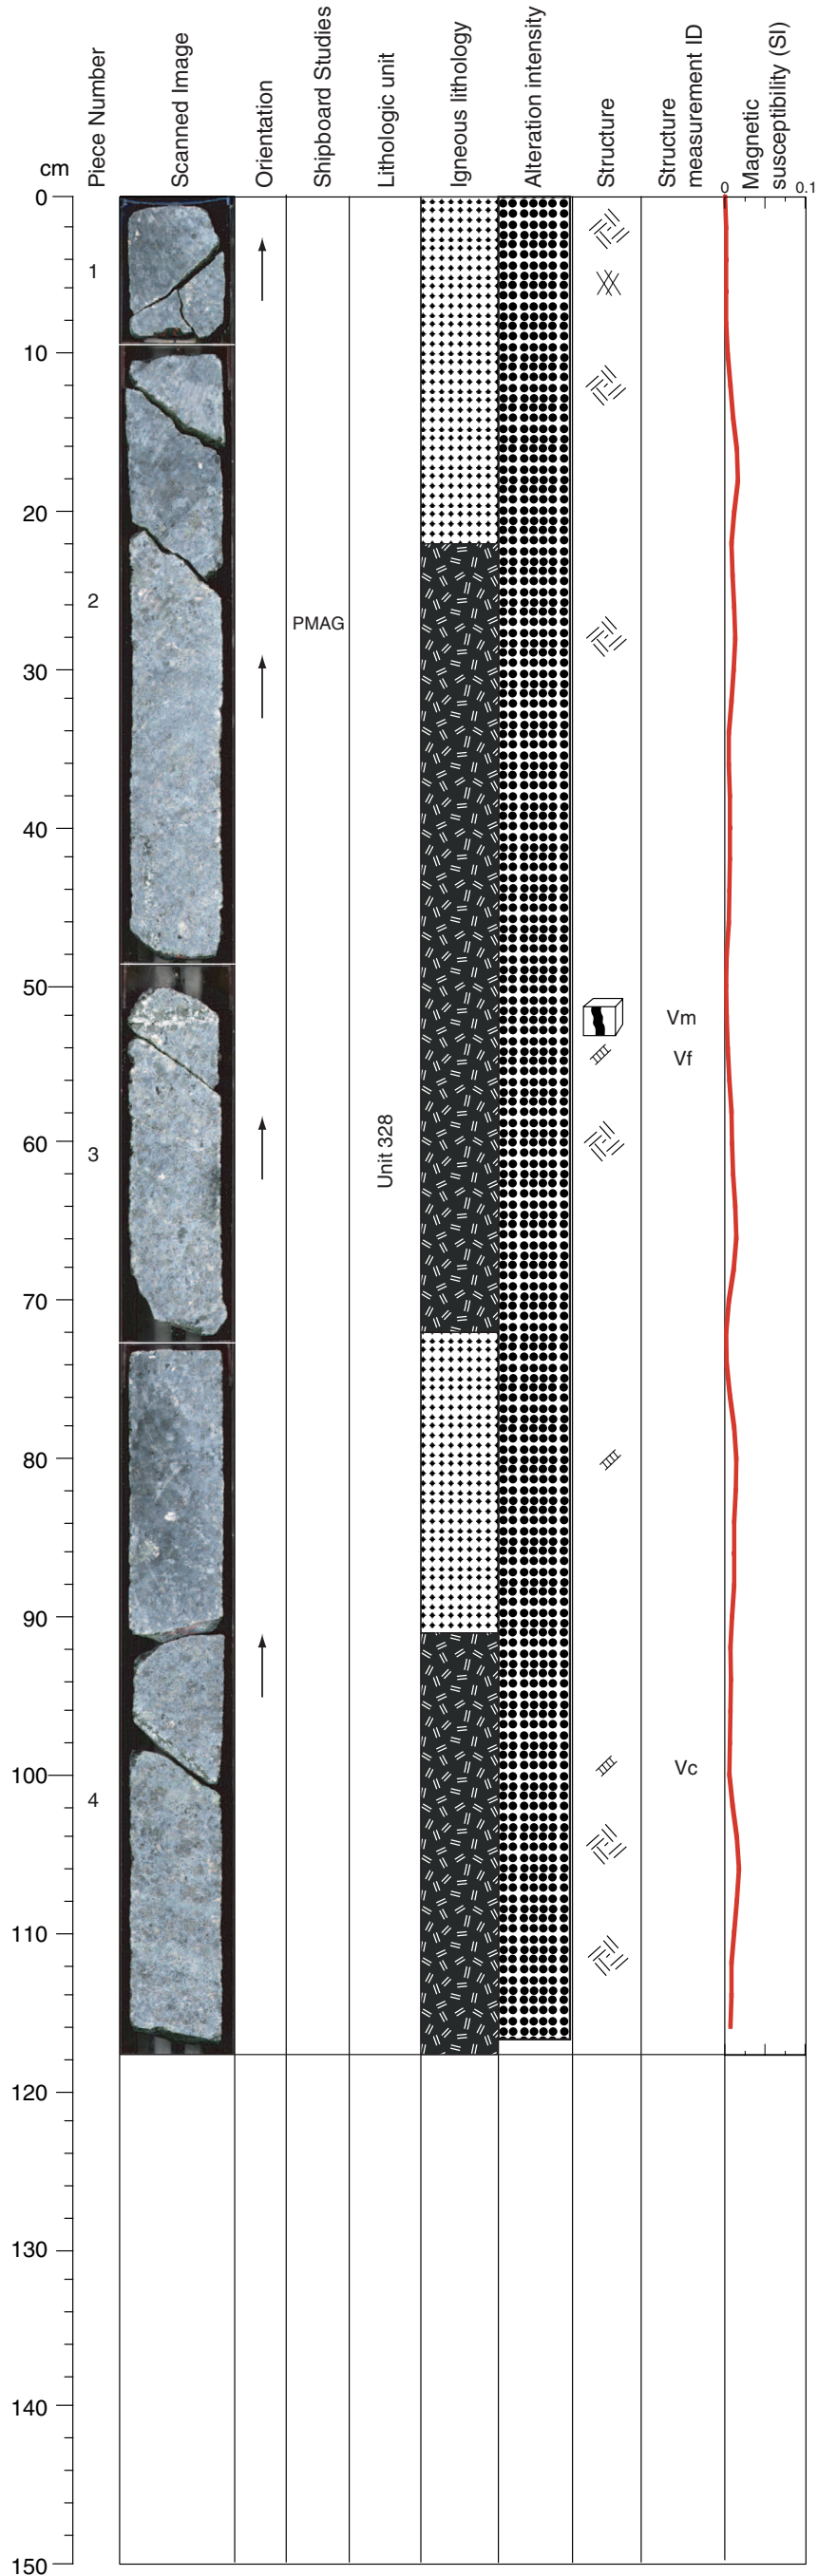 cm
Piece Number
Scanned Image
Orientation
Shipboard Studies
Lithologic unit
Igneous lithology
Alteration intensity
Structure
Structure
measurement ID
Magnetic
susceptibility (SI)
0 0.1
0
1
10
20
2
PMAG
30
40
50
Vm
Vf
60
3
Unit 328
70
80
90
100
Vc
4
110
120
130
140
150